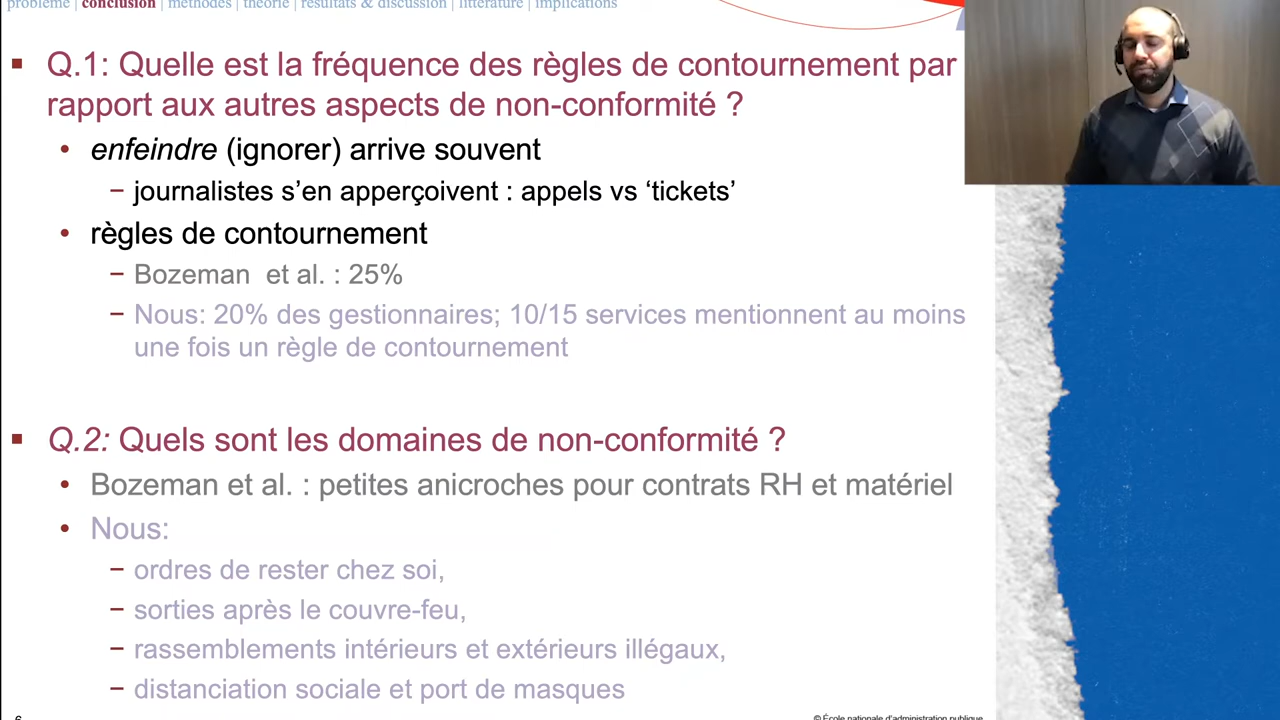 problème | conclusion | méthodes | théorie | résultats & discussion | littérature | implications
▪ Q.1: Quelle est la fréquence des règles de contournement par
rapport aux autres aspects de non-conformité ?
• enfeindre (ignorer) arrive souvent
− journalistes s’en apperçoivent : appels vs ‘tickets’
• règles de contournement
− Bozeman et al. : 25%
− Nous: 20% des gestionnaires; 10/15 services mentionnent au moins
une fois un règle de contournement
▪ Q.2: Quels sont les domaines de non-conformité ?
• Bozeman et al. : petites anicroches pour contrats RH et matériel
• Nous:
− ordres de rester chez soi,
− sorties après le couvre-feu,
− rassemblements intérieurs et extérieurs illégaux,
− distanciation sociale et port de masques
6
© École nationale d’administration publique